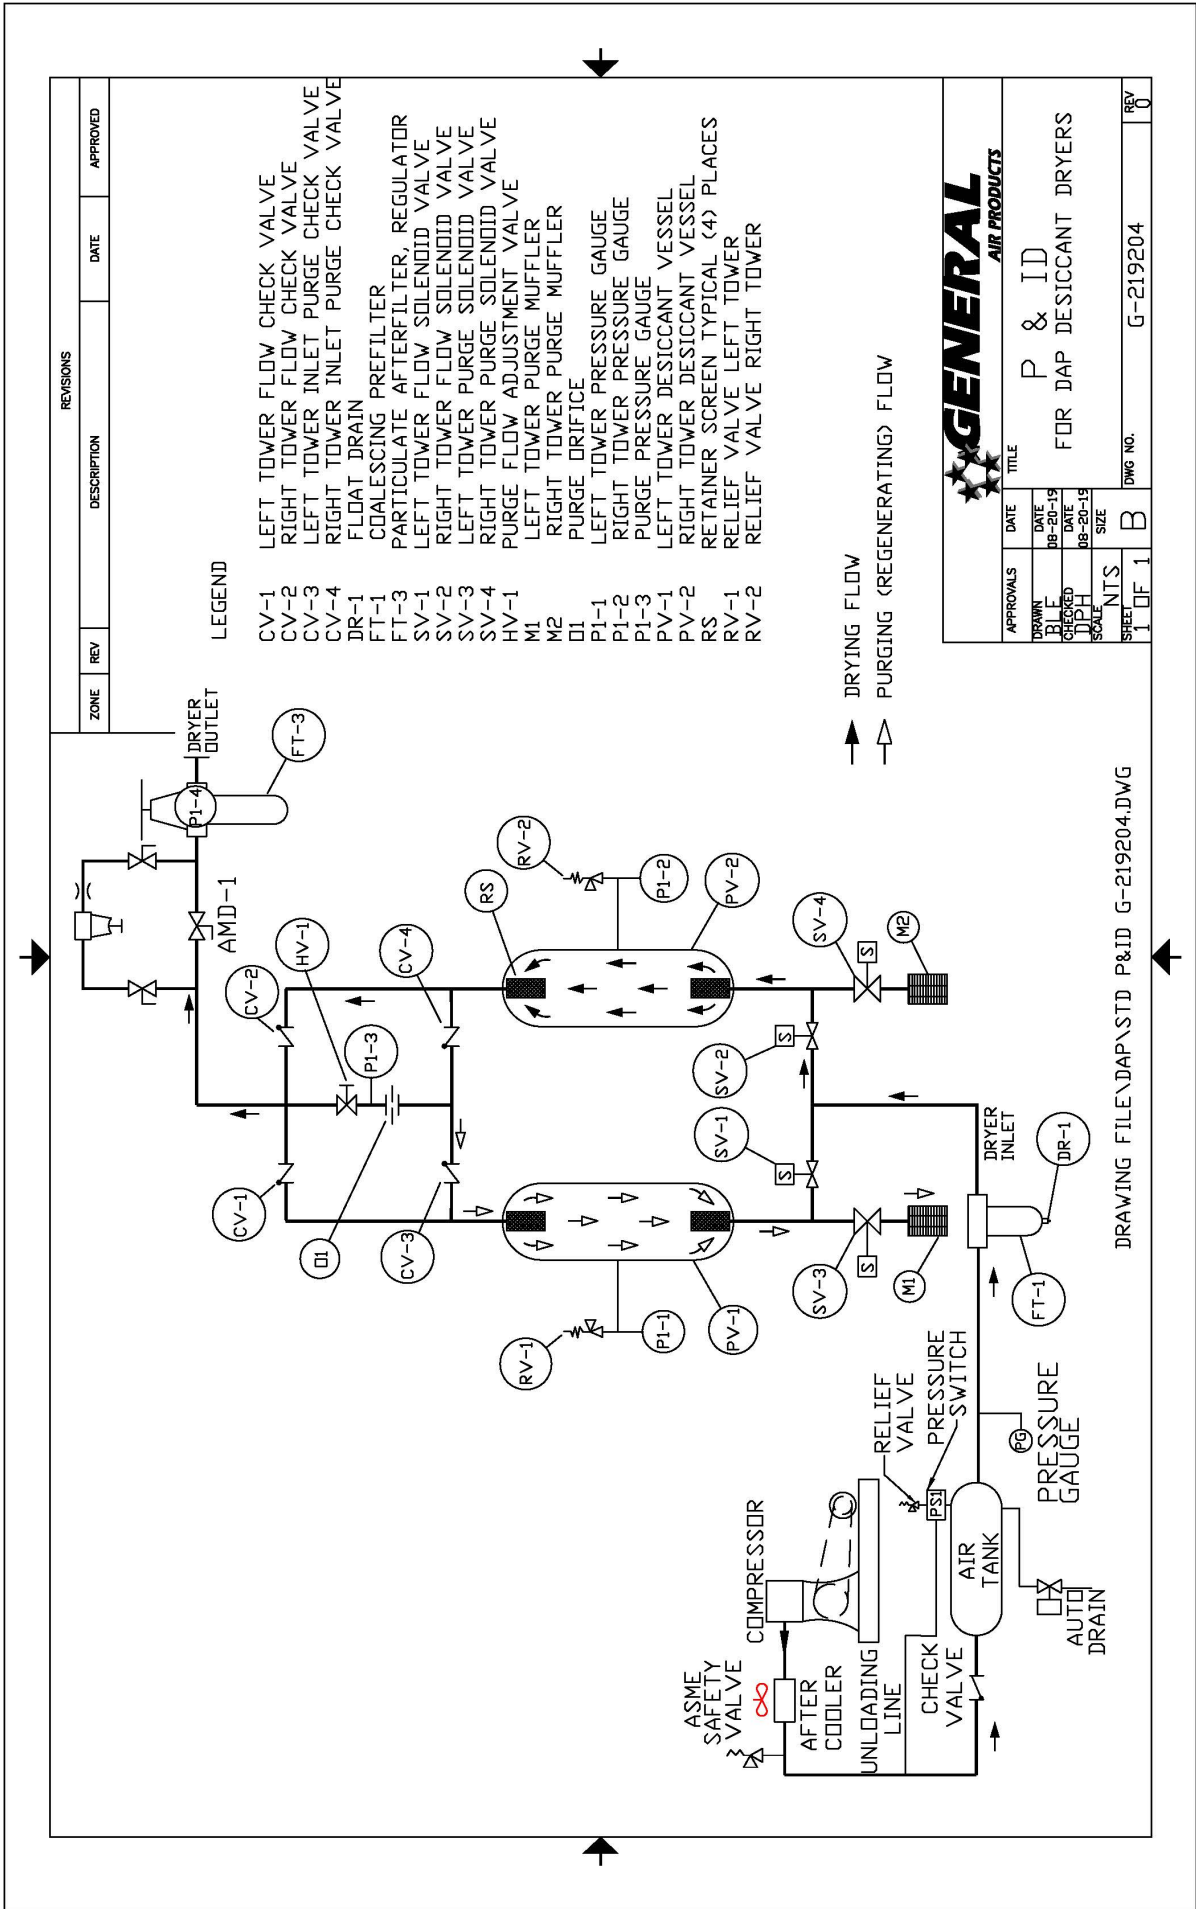 REVISIONS
ZONE REV DESCRIPTION DATE APPROVED
LEGEND
CV-1 LEFT TOWER FLOW CHECK VALVE
CV-2 RIGHT TOWER FLOW CHECK VALVE
CV-3 LEFT TOWER INLET PURGE CHECK VALVE
CV-4 RIGHT TOWER INLET PURGE CHECK VALVE
DR-1 FLOAT DRAIN
FT-1 COALESCING PREFILTER
FT-3 PARTICULATE AFTERFILTER, REGULATOR
SV-1 LEFT TOWER FLOW SOLENOID VALVE
SV-2 RIGHT TOWER FLOW SOLENOID VALVE
SV-3 LEFT TOWER PURGE SOLENOID VALVE
SV-4 RIGHT TOWER PURGE SOLENOID VALVE
HV-1 PURGE FLOW ADJUSTMENT VALVE
M1 LEFT TOWER PURGE MUFFLER
M2 RIGHT TOWER PURGE MUFFLER
O1 PURGE ORIFICE
P1-1 LEFT TOWER PRESSURE GAUGE
P1-2 RIGHT TOWER PRESSURE GAUGE
P1-3 PURGE PRESSURE GAUGE
PV-1 LEFT TOWER DESICCANT VESSEL
PV-2 RIGHT TOWER DESICCANT VESSEL
RS RETAINER SCREEN TYPICAL (4) PLACES
RV-1 RELIEF VALVE LEFT TOWER
RV-2 RELIEF VALVE RIGHT TOWER
DRYING FLOW
PURGING (REGENERATING) FLOW
P1-4
DRYER
OUTLET
FT-3
AMD-1
CV-1
CV-2
HV-1
P1-3
O1
CV-3
CV-4
RS
RV-1
P1-1
PV-1
RV-2
P1-2
PV-2
SV-1
S
SV-2
S
SV-3
S
SV-4
S
M1
M2
DRYER
INLET
DR-1
FT-1
COMPRESSOR
ASME
SAFETY
VALVE
AFTER
COOLER
UNLOADING
LINE
CHECK
VALVE
RELIEF
VALVE
PRESSURE
SWITCH
PS1
AIR
TANK
PG
PRESSURE
GAUGE
AUTO
DRAIN
DRAWING FILE\DAP\STD P&ID G-219204.DWG
GENERAL
AIR PRODUCTS
APPROVALS DATE
DRAWN DATE
BLE 08-20-19
CHECKED DATE
DPH 08-20-19
SCALE NTS SIZE
SHEET
1 OF 1 B
TITLE
P & ID
FOR DAP DESICCANT DRYERS
DWG NO. G-219204
REV
0